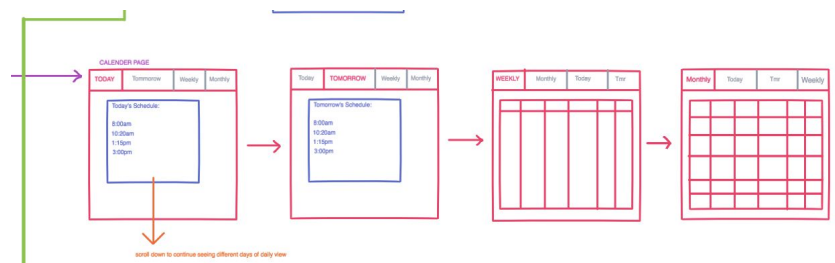 CALENDER PAGE
TODAY Tommorow Weekly Monthly
Today's Schedule:
8:00am
10:20am
1:15pm
3:00pm
scroll down to continue seeing different days of daily view
Today TOMORROW Weekly Monthly
Tomorrow's Schedule:
8:00am
10:20am
1:15pm
3:00pm
WEEKLY Monthly Today Tmr
Monthly Today Tmr Weekly